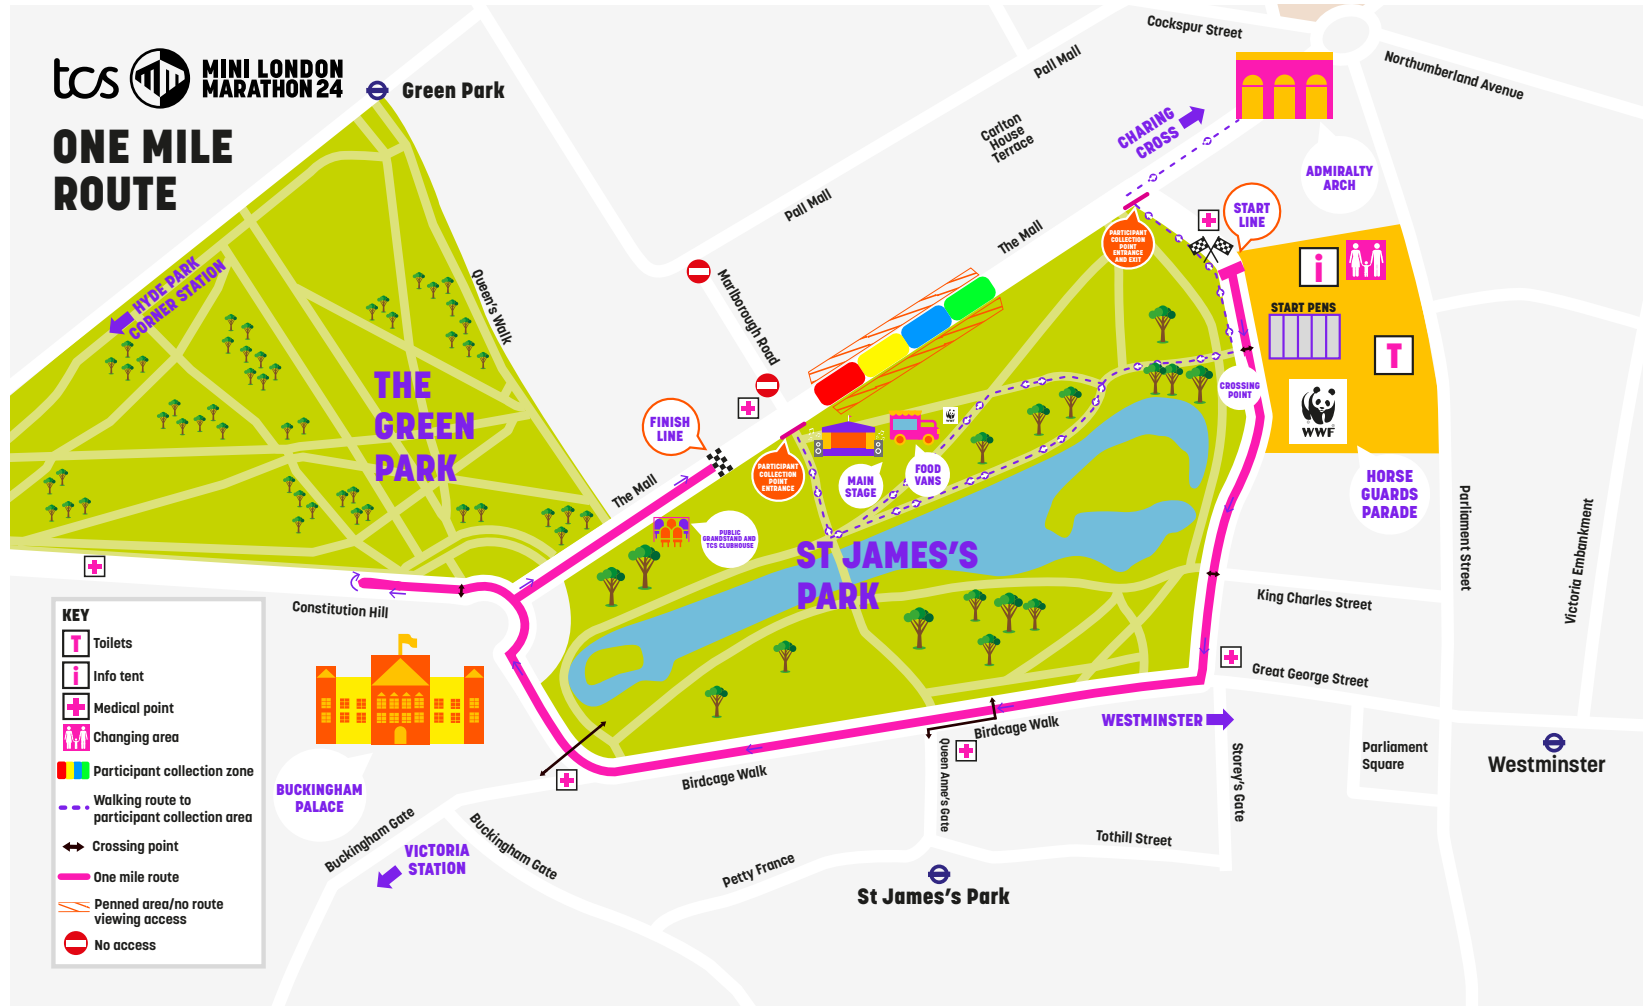 tcs
MINI LONDON
MARATHON 24
ONE MILE
ROUTE
Green Park
Cockspur Street
Pall Mall
Northumberland Avenue
CHARING
CROSS
Carlton
House
Terrace
ADMIRALTY
ARCH
Pall Mall
START
LINE
The Mall
PARTICIPANT
COLLECTION
POINT
ENTRANCE
AND EXIT
HYDE PARK
CORNER STATION
Queen's Walk
Marlborough Road
i
START PENS
T
THE
GREEN
PARK
CROSSING
POINT
WWF
WWF
FINISH
LINE
PARTICIPANT
COLLECTION
POINT
ENTRANCE
MAIN
STAGE
FOOD
VANS
HORSE
GUARDS
PARADE
The Mall
PUBLIC
GRANDSTAND AND
TCS CLUBHOUSE
ST JAMES'S
PARK
Parliament Street
Victoria Embankment
Constitution Hill
King Charles Street
Great George Street
KEY
T
Toilets
i
Info tent
Medical point
Changing area
Participant collection zone
Walking route to
participant collection area
Crossing point
One mile route
Penned area/no route
viewing access
No access
WESTMINSTER
Birdcage Walk
Birdcage Walk
Queen Anne's Gate
Storey's Gate
Parliament
Square
Westminster
BUCKINGHAM
PALACE
Buckingham Gate
Buckingham Gate
VICTORIA
STATION
Petty France
Tothill Street
St James's Park